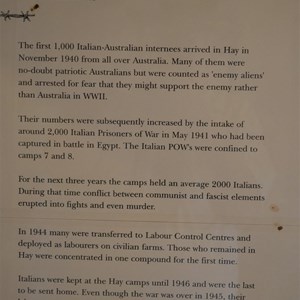 The first 1,000 Italian-Australian internees arrived in Hay in
November 1940 from all over Australia. Many of them were
no-doubt patriotic Australians but were counted as 'enemy aliens'
and arrested for fear that they might support the enemy rather
than Australia in WWII.
Their numbers were subsequently increased by the intake of
around 2,000 Italian Prisoners of War in May 1941 who had been
captured in battle in Egypt. The Italian POW's were confined to
camps 7 and 8.
For the next three years the camps held an average 2000 Italians.
During that time conflict between communist and fascist elements
erupted into fights and even murder.
In 1944 many were transferred to Labour Control Centres and
deployed as labourers on civilian farms. Those who remained in
Hay were concentrated in one compound for the first time.
Italians were kept at the Hay camps until 1946 and were the last
to be sent home. Even though the war was over in 1945, their